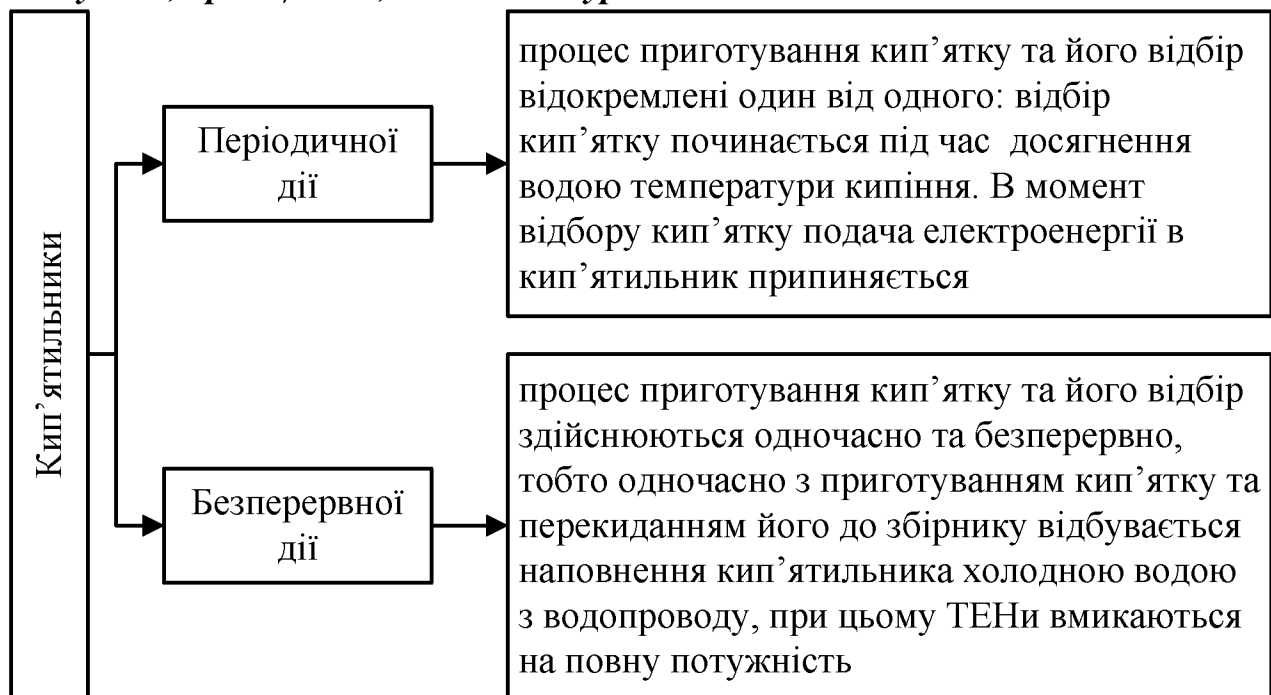 Кип’ятильники
Періодичної
дії
процес приготування кип’ятку та його відбір
відокремлені один від одного: відбір
кип’ятку починається під час досягнення
водою температури кипіння. В момент
відбору кип’ятку подача електроенергії в
кип’ятильник припиняється
Безперервної
дії
процес приготування кип’ятку та його відбір
здійснюються одночасно та безперервно,
тобто одночасно з приготуванням кип’ятку та
перекиданням його до збірнику відбувається
наповнення кип’ятильника холодною водою
з водопроводу, при цьому ТЕНи вмикаються
на повну потужність